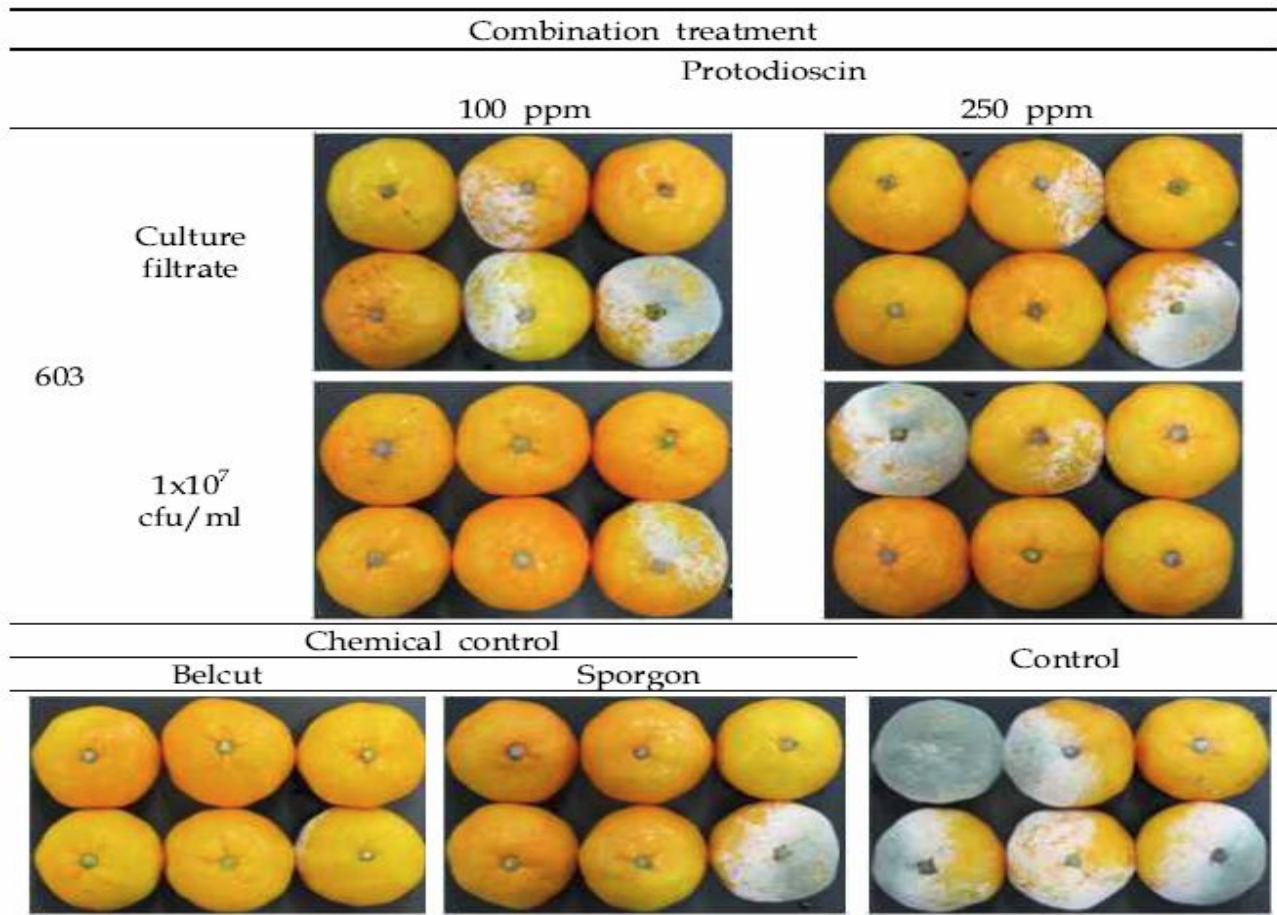 Combination treatment
Protodioscin
100 ppm
250 ppm
Culture
filtrate
603
1x10⁷
cfu/ml
Chemical control
Control
Belcut
Sporgon